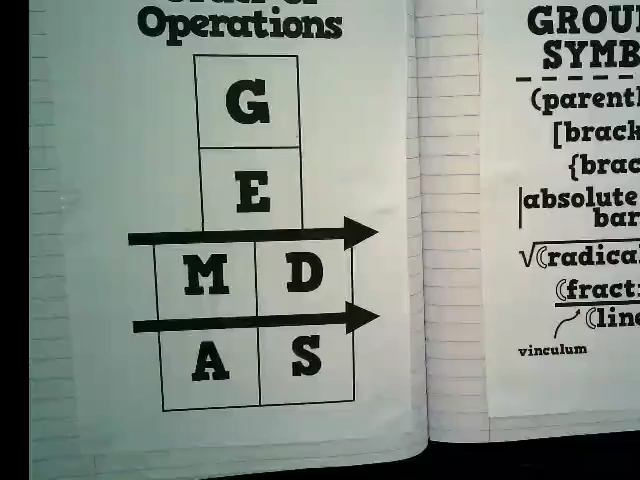 Operations
G
E
M D
A S
GROU
SYMB
(parent
[brack
{brac
|absolute
bar
√(radica
(fract
(line
vinculum